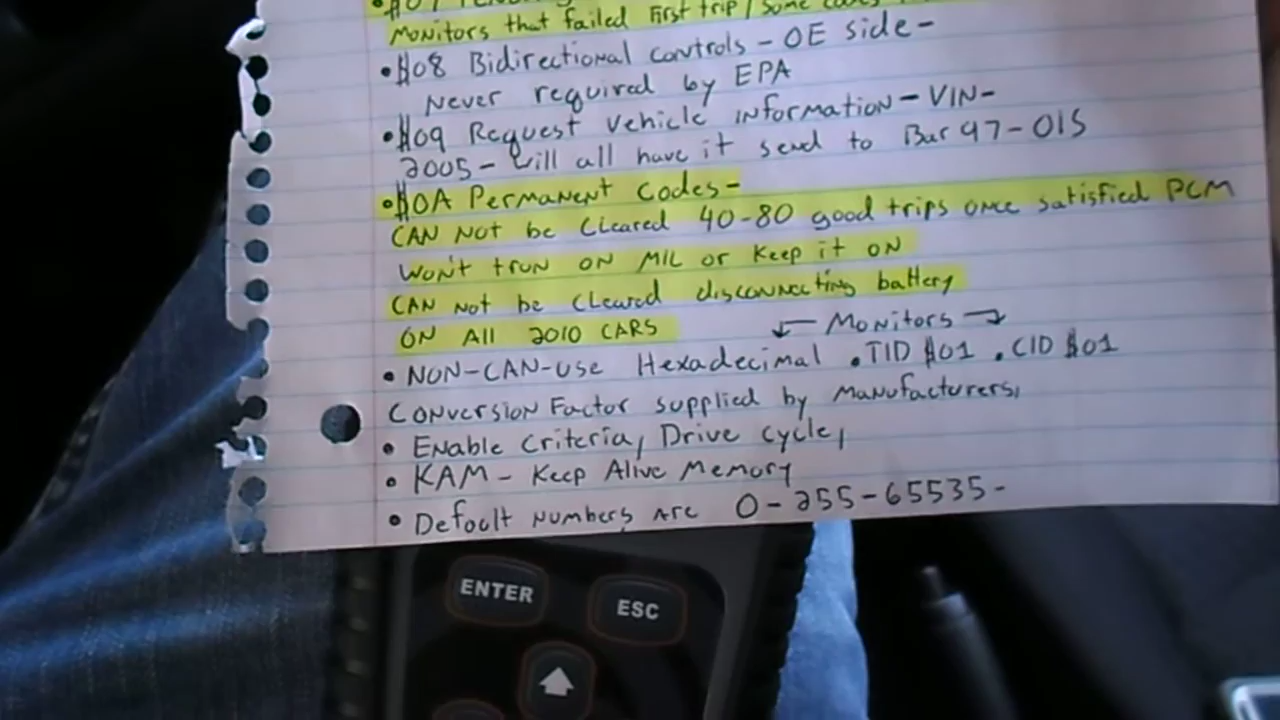 •$07
Monitors that failed First trip / some codes
•$08 Bidirectional controls - OE side -
Never required by EPA
•$09 Request vehicle information - VIN -
2005 - will all have it send to Bar 97 - OIS
•$0A Permanent Codes -
CAN Not be Cleared 40-80 good trips once satisfied PCM
Won't trun on MIL or Keep it on
CAN Not be Cleared disconnecting battery
ON All 2010 CARS
← Monitors →
• NON-CAN-use Hexadecimal . TID $01 . CID $01
Conversion Factor supplied by Manufacturers,
• Enable Criteria, Drive cycle,
• KAM - Keep Alive Memory
• Defoult Numbers Are 0-255-65535-
ENTER
ESC